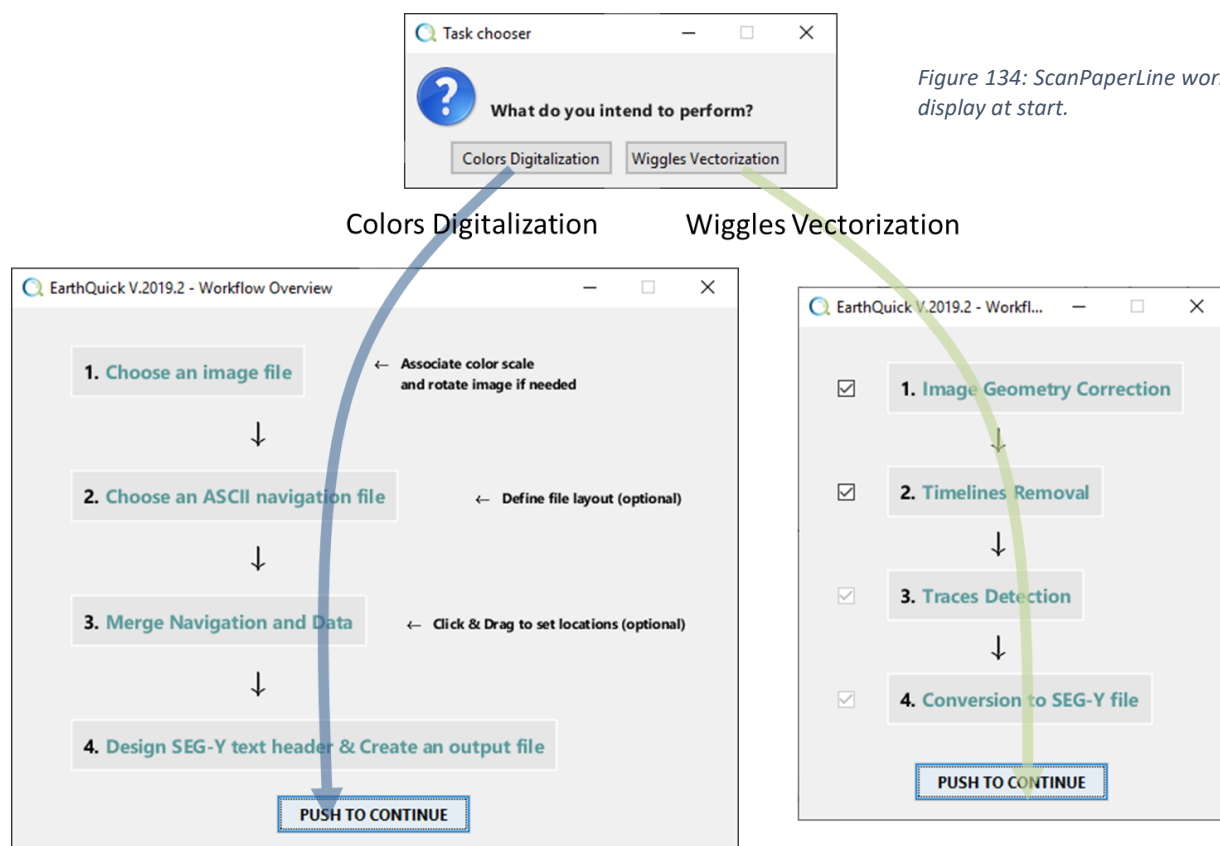 Task chooser
What do you intend to perform?
Colors Digitalization
Wiggles Vectorization
Figure 134: ScanPaperLine
display at start.
Colors Digitalization
Wiggles Vectorization
EarthQuick V.2019.2 - Workflow Overview
1. Choose an image file
← Associate color scale
and rotate image if needed
↓
2. Choose an ASCII navigation file
← Define file layout (optional)
↓
3. Merge Navigation and Data
← Click & Drag to set locations (optional)
↓
4. Design SEG-Y text header & Create an output file
PUSH TO CONTINUE
EarthQuick V.2019.2 - Workfl...
1. Image Geometry Correction
↓
2. Timelines Removal
↓
3. Traces Detection
↓
4. Conversion to SEG-Y file
PUSH TO CONTINUE